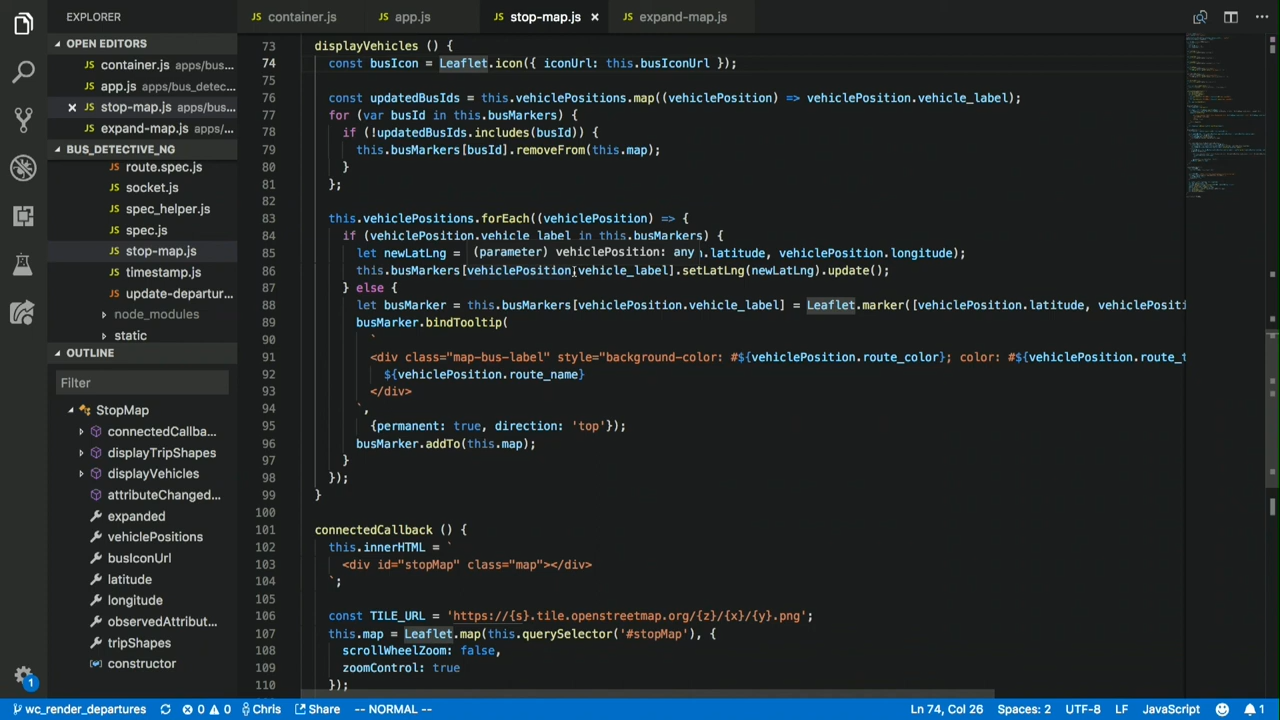 EXPLORER
container.js
app.js
stop-map.js
expand-map.js
OPEN EDITORS
container.js apps/bus...
app.js apps/bus_detec...
stop-map.js apps/bus...
expand-map.js apps/...
BUS_DETECTIVE_NG
route.spec.js
socket.js
spec_helper.js
spec.js
stop-map.js
timestamp.js
update-departur...
node_modules
static
OUTLINE
Filter
StopMap
connectedCallba...
displayTripShapes
displayVehicles
attributeChanged...
expanded
vehiclePositions
busIconUrl
latitude
longitude
observedAttribut...
tripShapes
constructor
73 displayVehicles () {
74 const busIcon = Leaflet.icon({ iconUrl: this.busIconUrl });
75
76 const updatedBusIds = this.vehiclePositions.map((vehiclePosition) => vehiclePosition.vehicle_label);
77 for (var busId in this.busMarkers) {
78 if (!updatedBusIds.includes(busId)) {
79 this.busMarkers[busId].removeFrom(this.map);
80 }
81 };
82
83 this.vehiclePositions.forEach((vehiclePosition) => {
84 if (vehiclePosition.vehicle_label in this.busMarkers) {
85 let newLatLng = (parameter) vehiclePosition: any n.latitude, vehiclePosition.longitude);
86 this.busMarkers[vehiclePosition.vehicle_label].setLatLng(newLatLng).update();
87 } else {
88 let busMarker = this.busMarkers[vehiclePosition.vehicle_label] = Leaflet.marker([vehiclePosition.latitude, vehiclePositi
89 busMarker.bindTooltip(
90 `
91 <div class="map-bus-label" style="background-color: #${vehiclePosition.route_color}; color: #${vehiclePosition.route_t
92 ${vehiclePosition.route_name}
93 </div>
94 `,
95 {permanent: true, direction: 'top'});
96 busMarker.addTo(this.map);
97 }
98 });
99 }
100
101 connectedCallback () {
102 this.innerHTML = `
103 <div id="stopMap" class="map"></div>
104 `;
105
106 const TILE_URL = 'https://{s}.tile.openstreetmap.org/{z}/{x}/{y}.png';
107 this.map = Leaflet.map(this.querySelector('#stopMap'), {
108 scrollWheelZoom: false,
109 zoomControl: true
110 });
1
wc_render_departures 0 0 Chris Share -- NORMAL -- Ln 74, Col 26 Spaces: 2 UTF-8 LF JavaScript 1